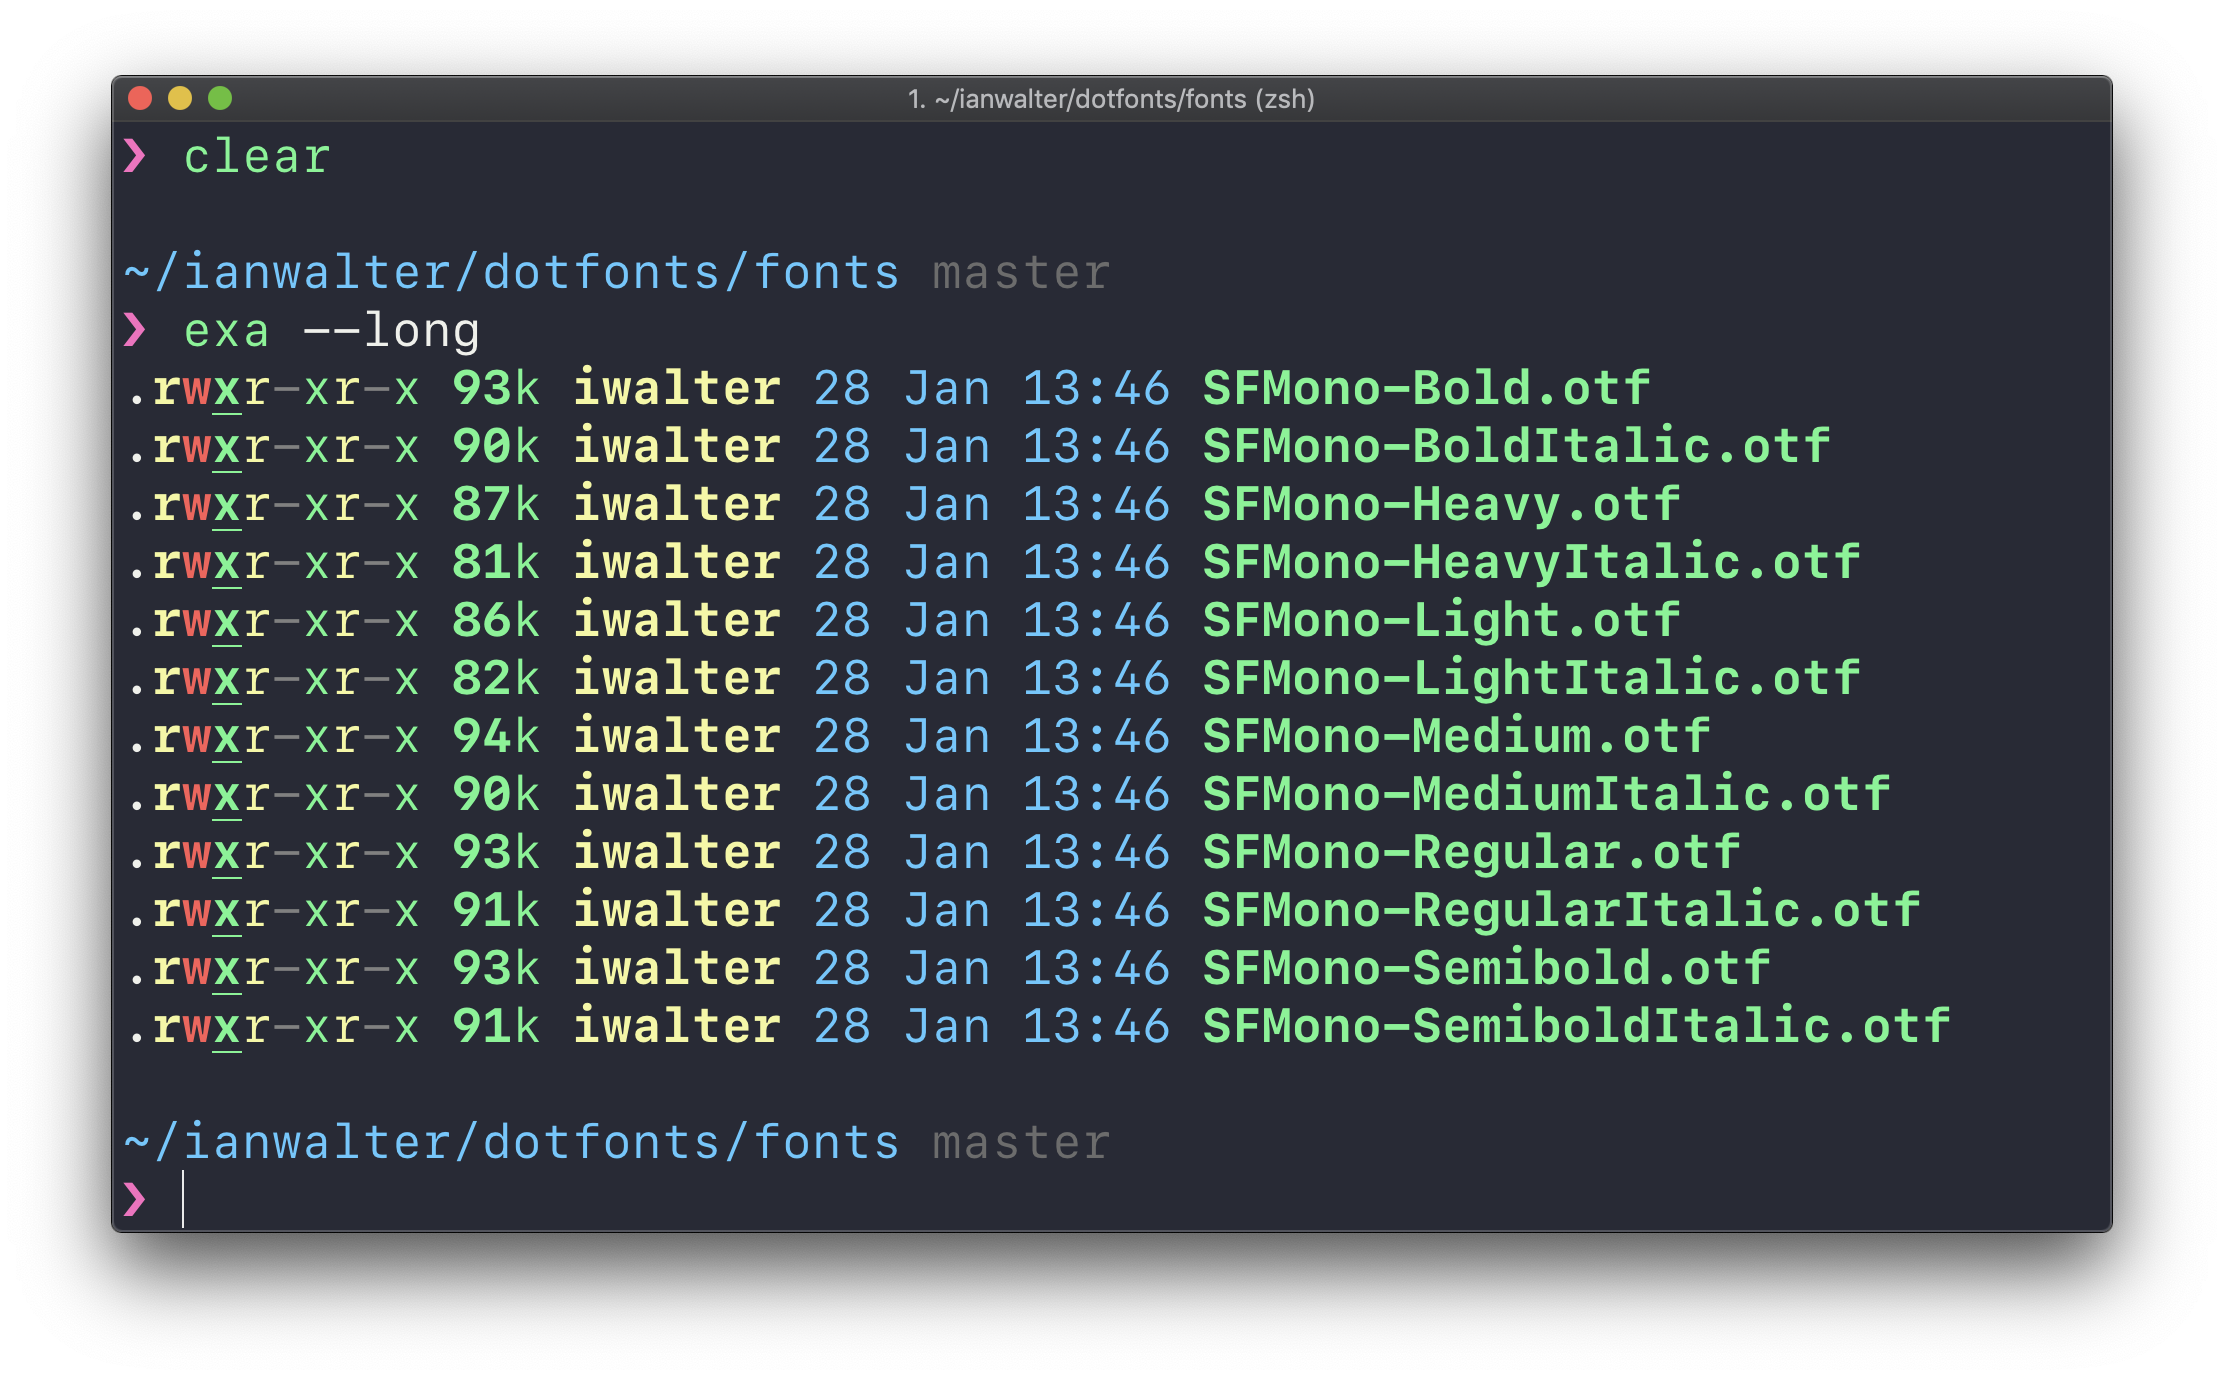 1. ~/ianwalter/dotfonts/fonts (zsh)
❯ clear
~/ianwalter/dotfonts/fonts master
❯ exa --long
.rwxr-xr-x 93k iwalter 28 Jan 13:46 SFMono-Bold.otf
.rwxr-xr-x 90k iwalter 28 Jan 13:46 SFMono-BoldItalic.otf
.rwxr-xr-x 87k iwalter 28 Jan 13:46 SFMono-Heavy.otf
.rwxr-xr-x 81k iwalter 28 Jan 13:46 SFMono-HeavyItalic.otf
.rwxr-xr-x 86k iwalter 28 Jan 13:46 SFMono-Light.otf
.rwxr-xr-x 82k iwalter 28 Jan 13:46 SFMono-LightItalic.otf
.rwxr-xr-x 94k iwalter 28 Jan 13:46 SFMono-Medium.otf
.rwxr-xr-x 90k iwalter 28 Jan 13:46 SFMono-MediumItalic.otf
.rwxr-xr-x 93k iwalter 28 Jan 13:46 SFMono-Regular.otf
.rwxr-xr-x 91k iwalter 28 Jan 13:46 SFMono-RegularItalic.otf
.rwxr-xr-x 93k iwalter 28 Jan 13:46 SFMono-Semibold.otf
.rwxr-xr-x 91k iwalter 28 Jan 13:46 SFMono-SemiboldItalic.otf
~/ianwalter/dotfonts/fonts master
❯